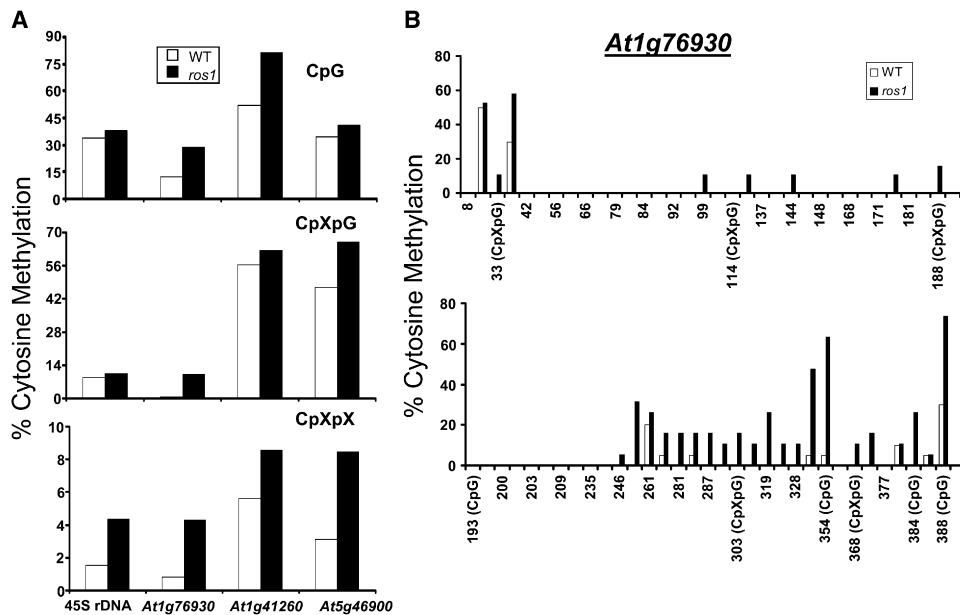 A
% Cytosine Methylation
90
75
60
45
30
15
0
WT
ros1
CpG
70
56
42
28
14
0
CpXpG
10
8
6
4
2
0
CpXpX
45S rDNA At1g76930 At1g41260 At5g46900
B
At1g76930
% Cytosine Methylation
80
60
40
20
0
WT
ros1
8 33 (CpXpG) 42 56 66 79 84 92 99 114 (CpXpG) 137 144 148 168 171 181 188 (CpXpG)
80
60
40
20
0
193 (CpG) 200 203 209 235 246 261 281 287 303 (CpXpG) 319 328 354 (CpG) 368 (CpXpG) 377 384 (CpG) 388 (CpG)